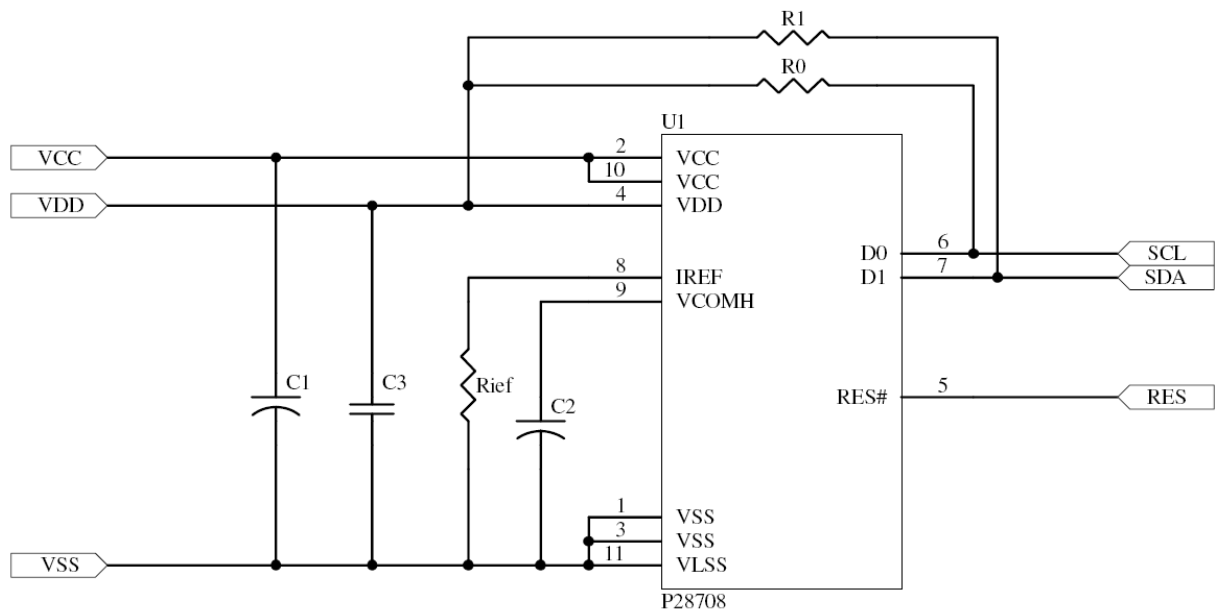 R1
R0
U1
VCC
2
VCC
10
VCC
VDD
4
VDD
D0
6
SCL
8
IREF
D1
7
SDA
9
VCOMH
C1
C3
Rief
C2
RES#
5
RES
1
VSS
3
VSS
VSS
11
VLSS
P28708